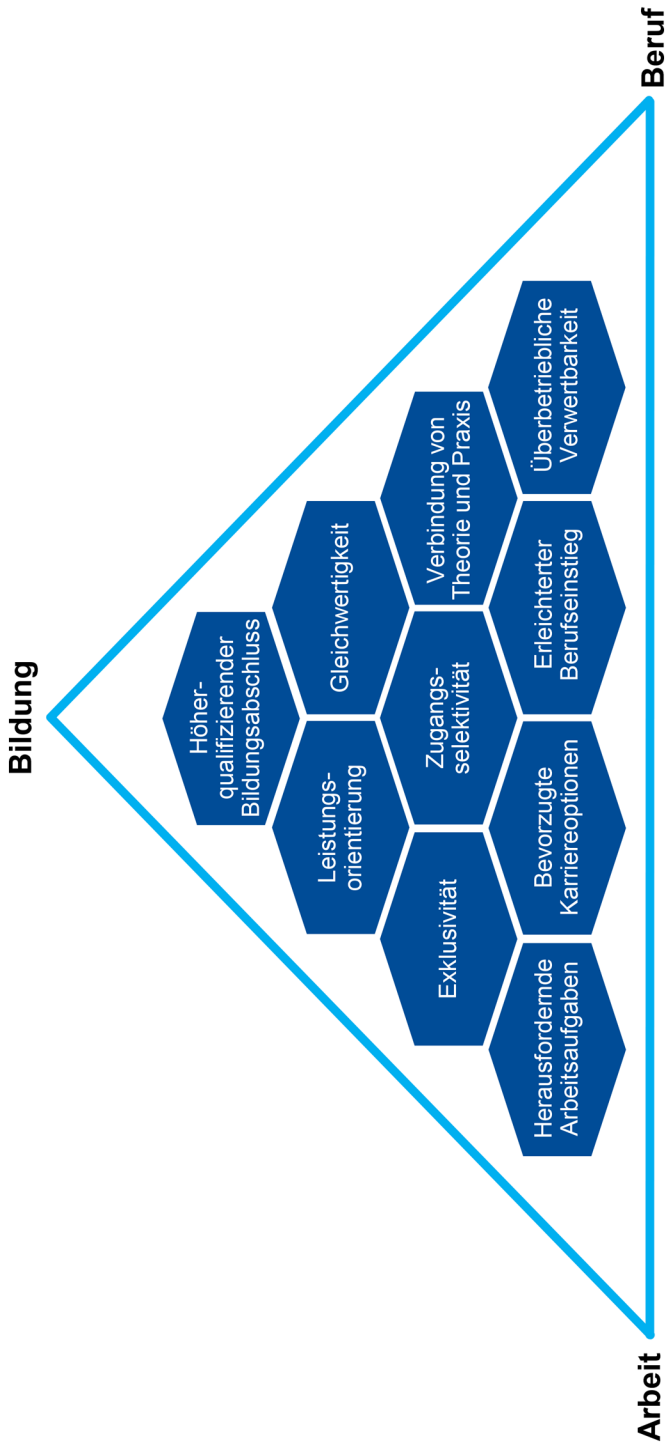 Bildung
Höher-
qualifizierender
Bildungsabschluss
Leistungs-
orientierung
Gleichwertigkeit
Exklusivität
Zugangs-
selektivität
Verbindung von
Theorie und Praxis
Herausfordernde
Arbeitsaufgaben
Bevorzugte
Karriereoptionen
Erleichterter
Berufseinstieg
Überbetriebliche
Verwertbarkeit
Arbeit
Beruf